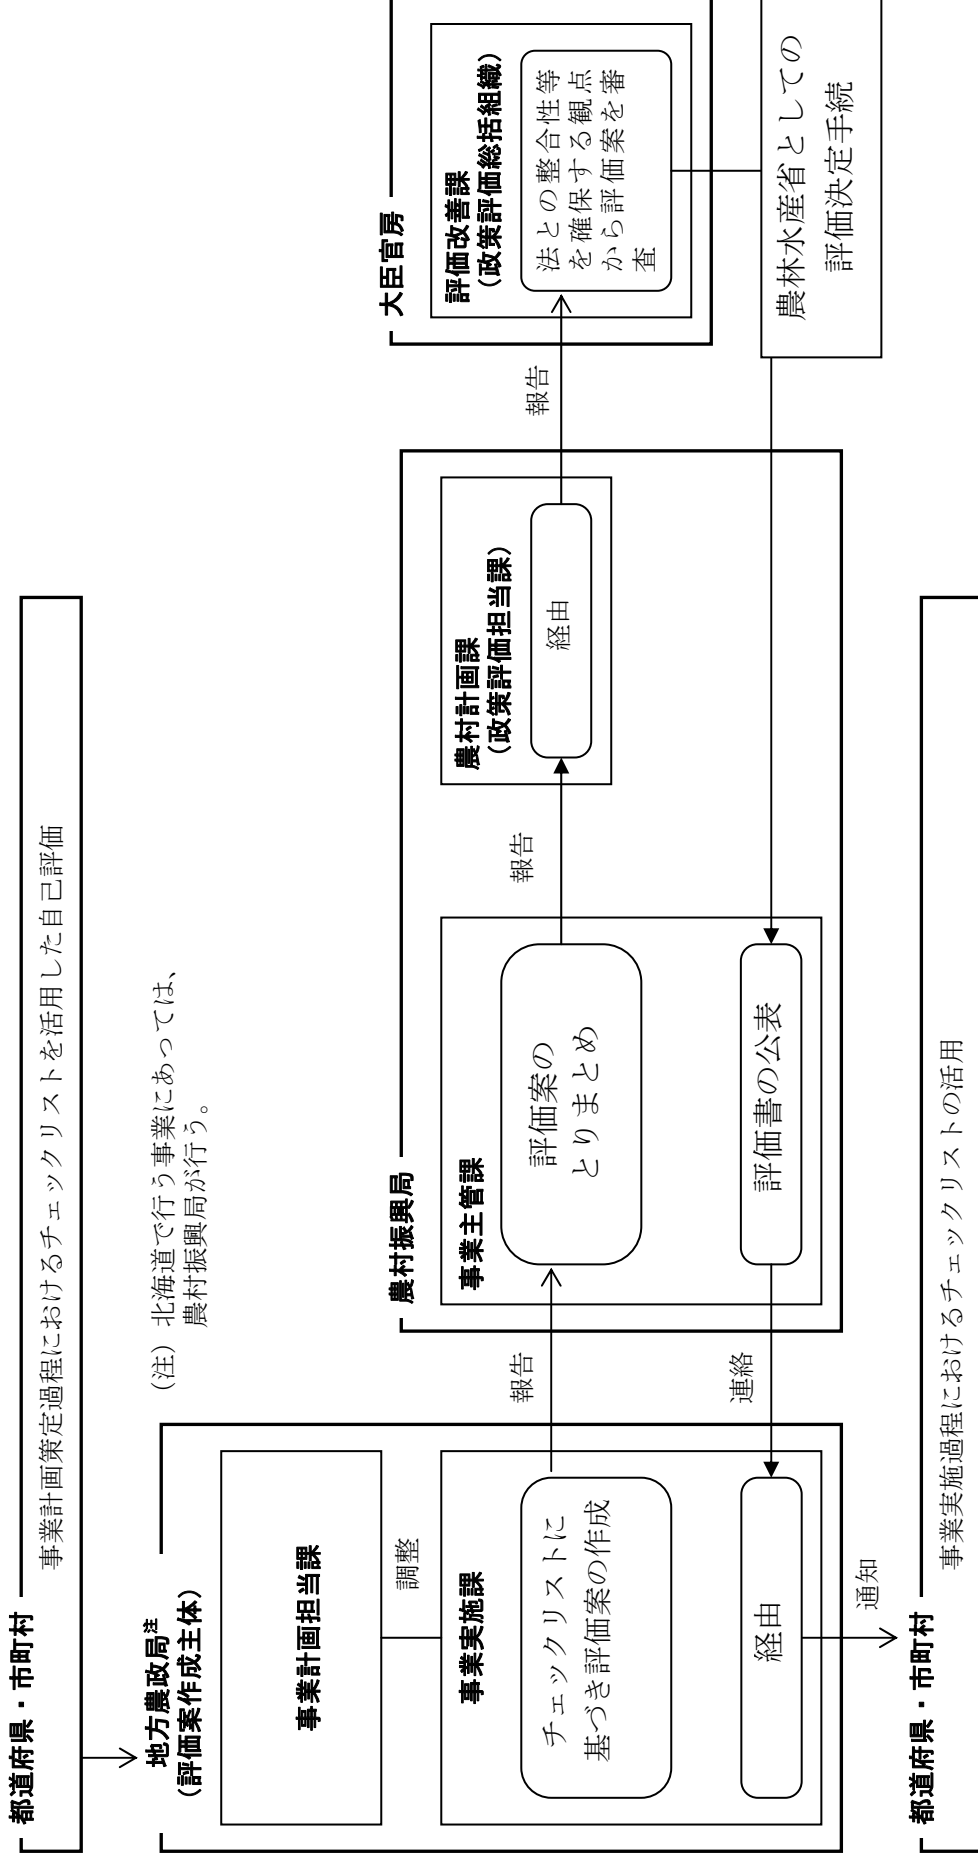 都道府県・市町村
事業計画策定過程におけるチェックリストを活用した自己評価
地方農政局注
（評価案作成主体）
（注） 北海道で行う事業にあっては、
農村振興局が行う。
事業計画担当課
調整
事業実施課
チェックリストに
基づき評価案の作成
経由
報告
連絡
農村振興局
事業主管課
評価案の
とりまとめ
評価書の公表
報告
農村計画課
（政策評価担当課）
経由
報告
大臣官房
評価改善課
（政策評価総括組織）
法との整合性等
を確保する観点
から評価案を審
査
農林水産省としての
評価決定手続
通知
都道府県・市町村
事業実施過程におけるチェックリストの活用